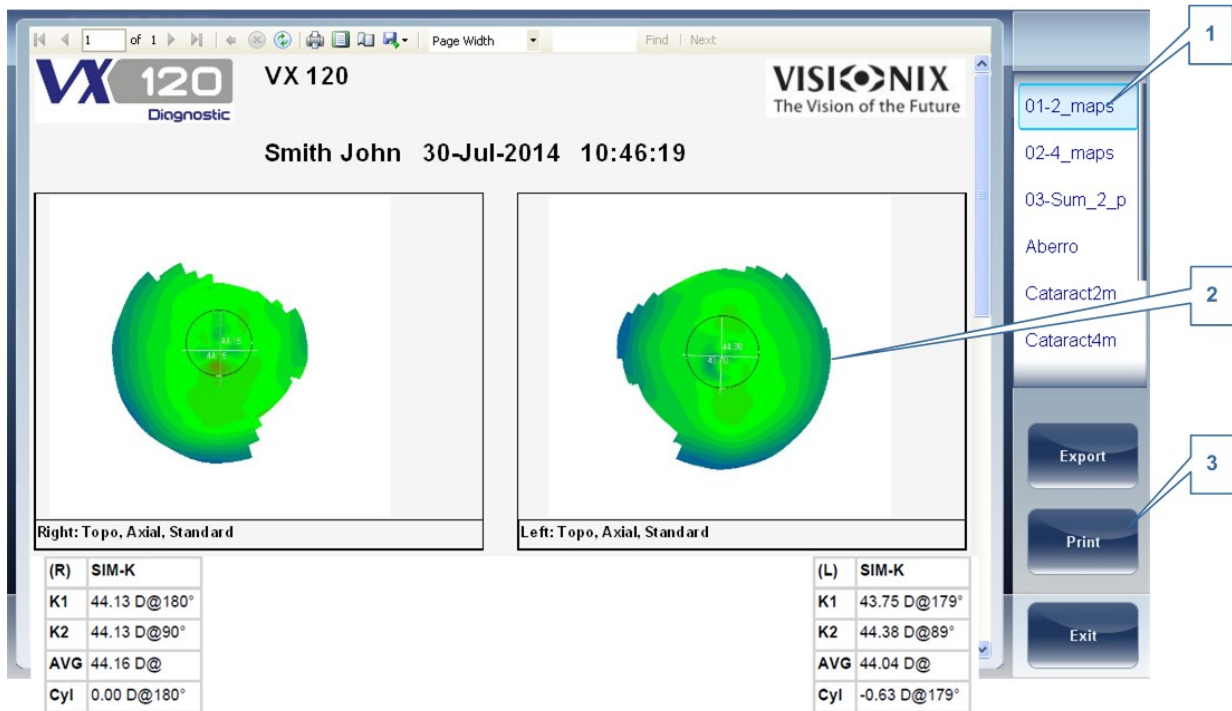 1 of 1 Page Width Find | Next
VX 120
Diagnostic
VX 120
VISIONIX
The Vision of the Future
Smith John 30-Jul-2014 10:46:19
44.38
Right: Topo, Axial, Standard
Left: Topo, Axial, Standard
(R) SIM-K
K1 44.13 D@180°
K2 44.13 D@90°
AVG 44.16 D@
Cyl 0.00 D@180°
(L) SIM-K
K1 43.75 D@179°
K2 44.38 D@89°
AVG 44.04 D@
Cyl -0.63 D@179°
01-2_maps
02-4_maps
03-Sum_2_p
Aberro
Cataract2m
Cataract4m
Export
Print
Exit
1
2
3